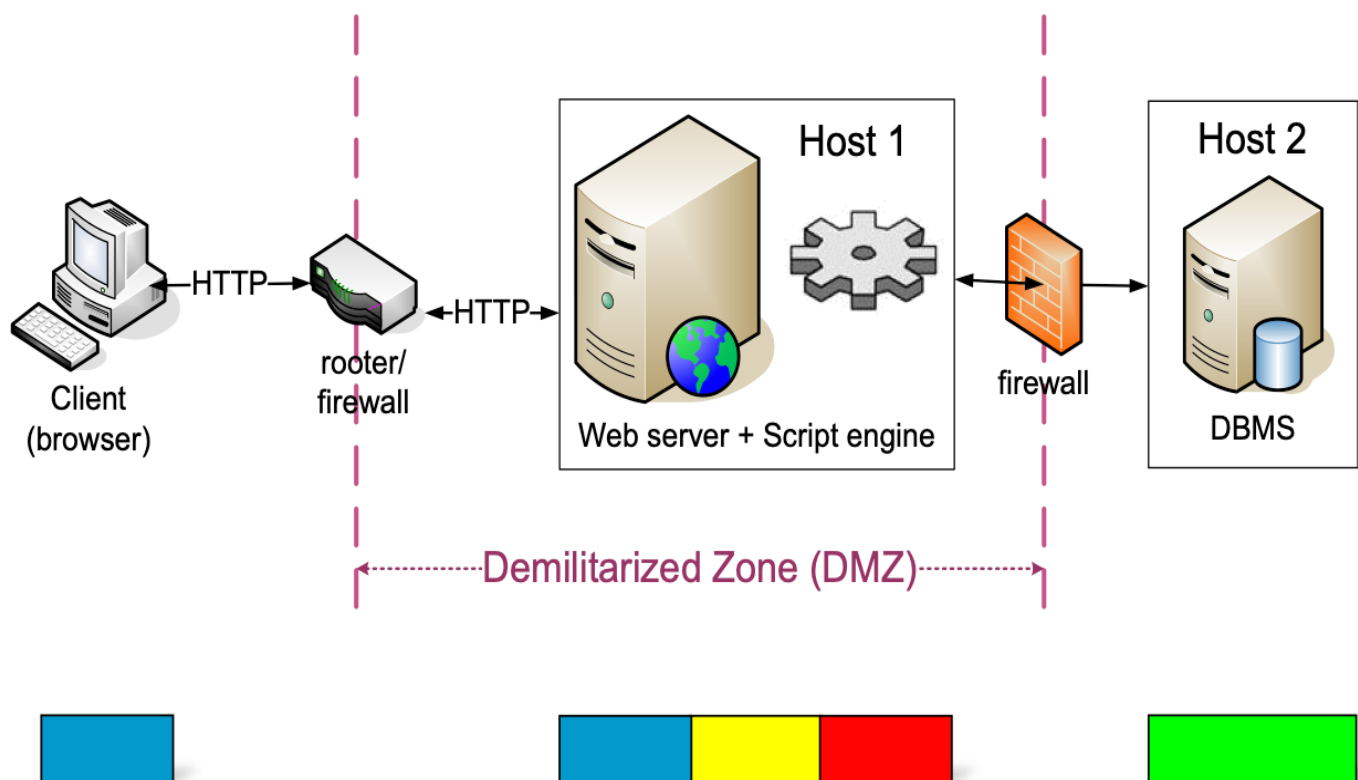 Host 1
Host 2
HTTP
HTTP
rooter/
firewall
Client
(browser)
firewall
Web server + Script engine
DBMS
Demilitarized Zone (DMZ)